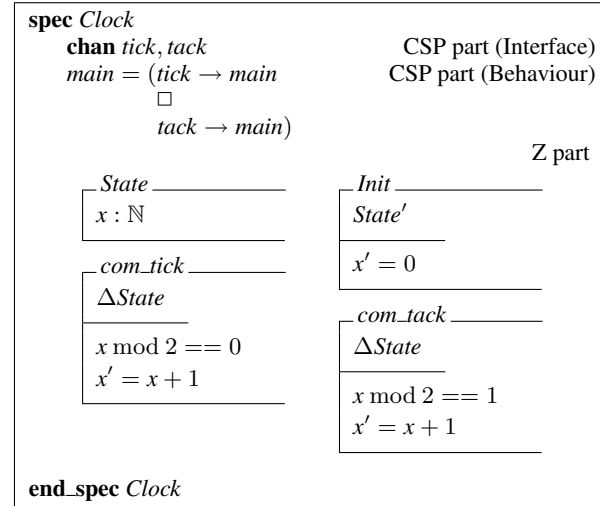 spec Clock
chan tick, tack CSP part (Interface)
main = (tick → main CSP part (Behaviour)
□
tack → main)
Z part
State
x : ℕ
Init
State′
x′ = 0
com_tick
ΔState
x mod 2 == 0
x′ = x + 1
com_tack
ΔState
x mod 2 == 1
x′ = x + 1
end_spec Clock